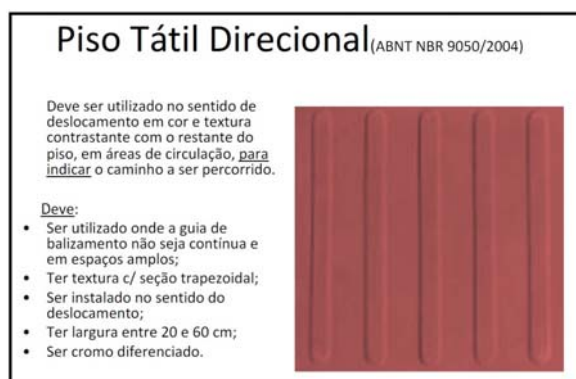 Piso Tátil Direcional(ABNT NBR 9050/2004)
Deve ser utilizado no sentido de
deslocamento em cor e textura
contrastante com o restante do
piso, em áreas de circulação, para
indicar o caminho a ser percorrido.
Deve:
• Ser utilizado onde a guia de
balizamento não seja contínua e
em espaços amplos;
• Ter textura c/ seção trapezoidal;
• Ser instalado no sentido do
deslocamento;
• Ter largura entre 20 e 60 cm;
• Ser cromo diferenciado.